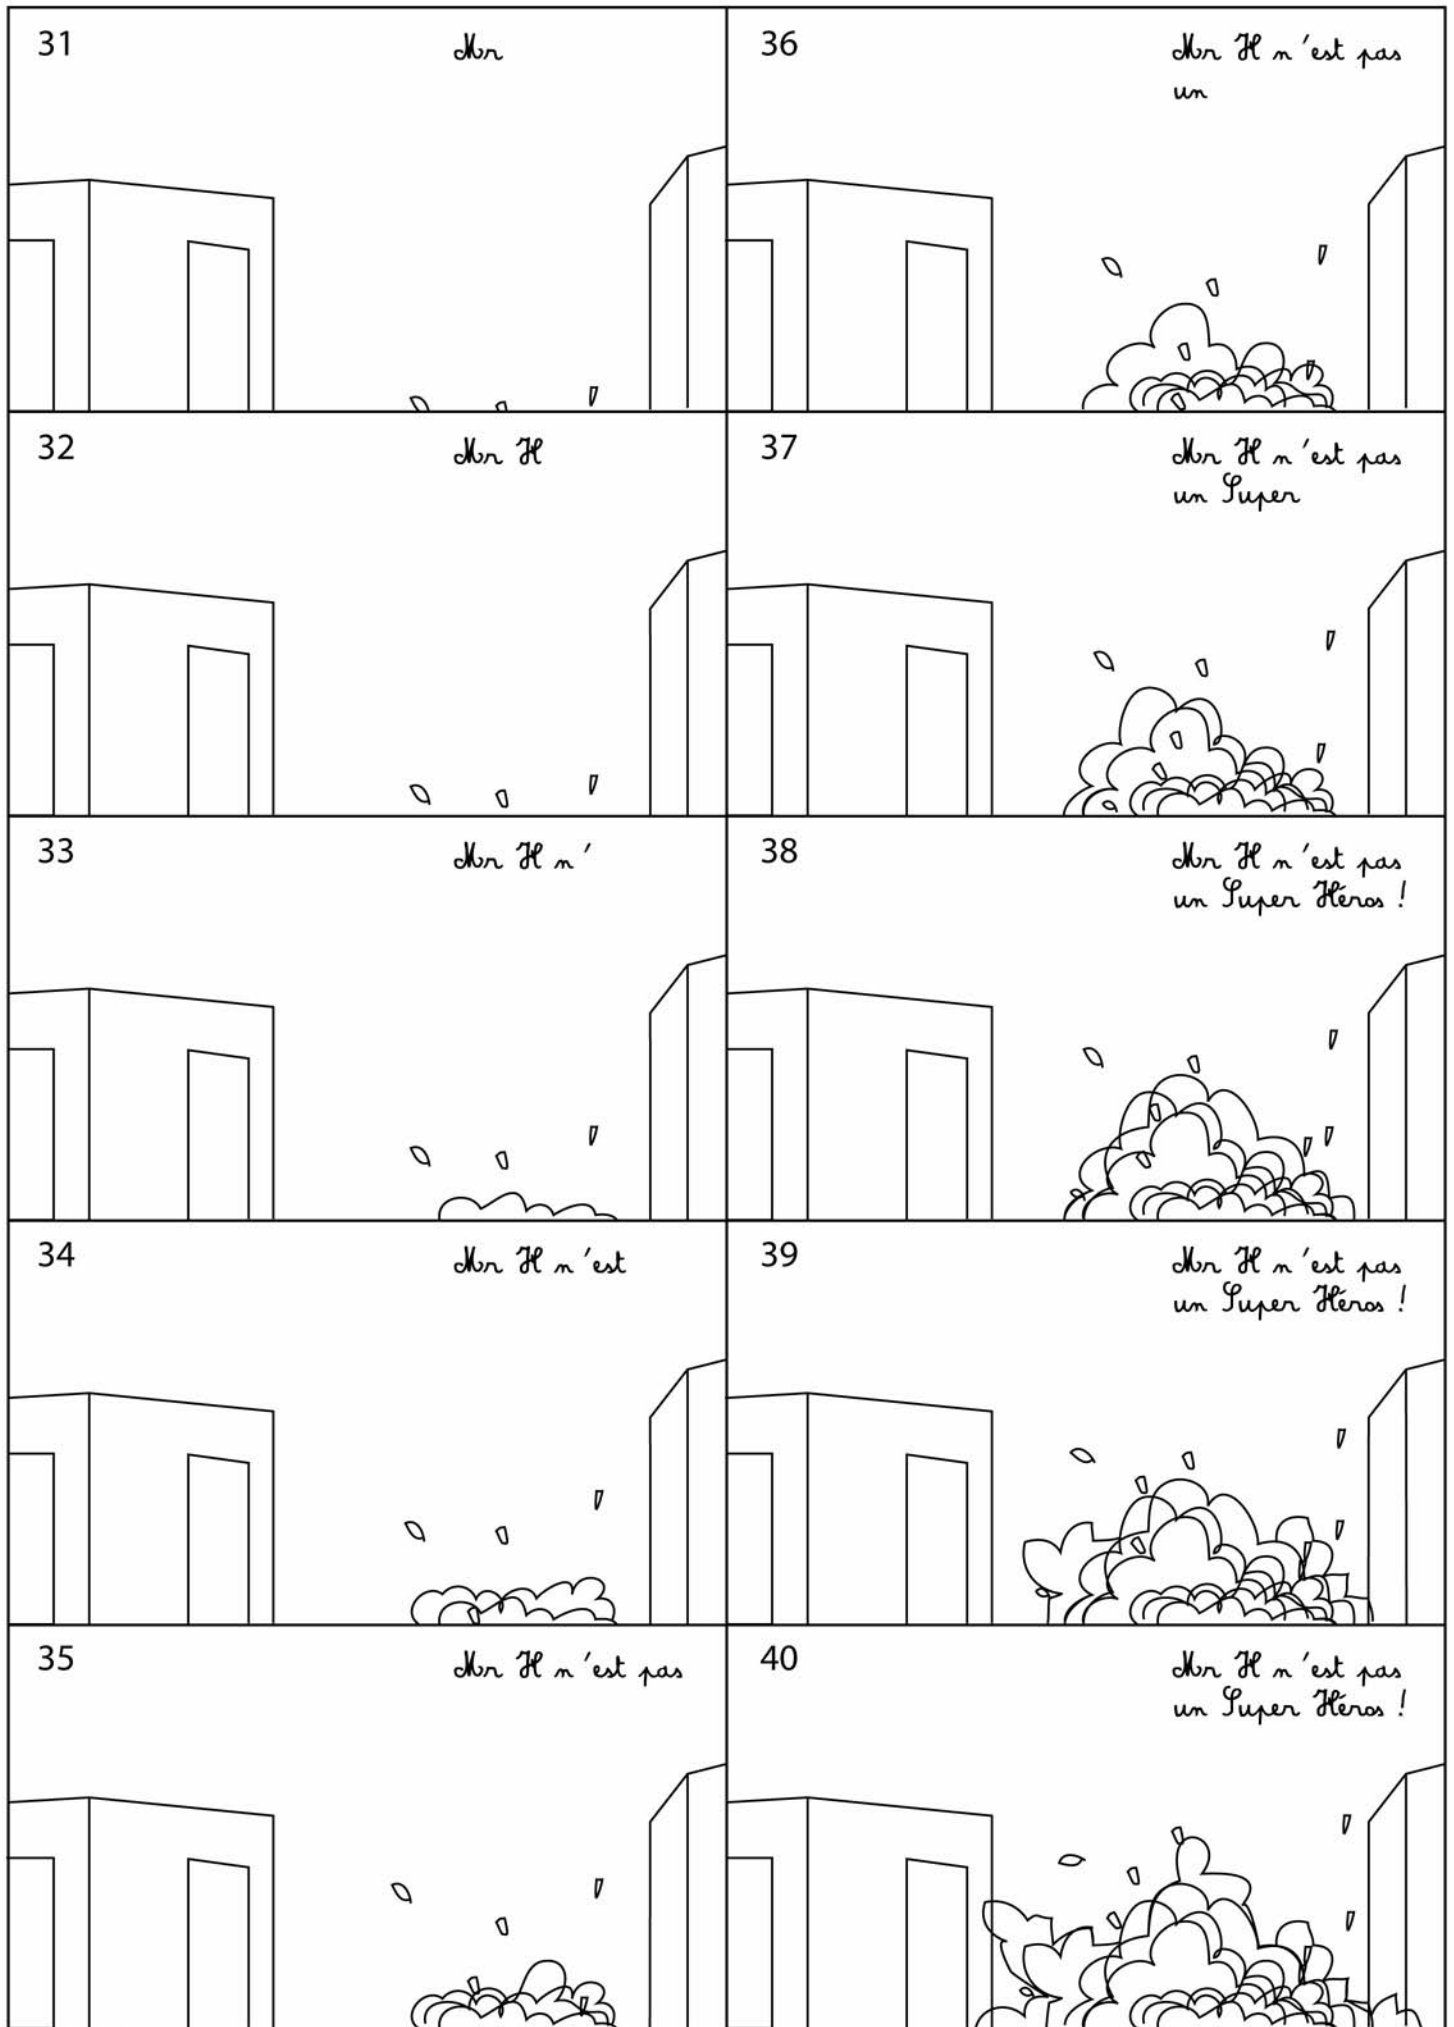 31
Mr
32
Mr H
33
Mr H n'
34
Mr H n'est
35
Mr H n'est pas
36
Mr H n'est pas
un
37
Mr H n'est pas
un Super
38
Mr H n'est pas
un Super Héros !
39
Mr H n'est pas
un Super Héros !
40
Mr H n'est pas
un Super Héros !